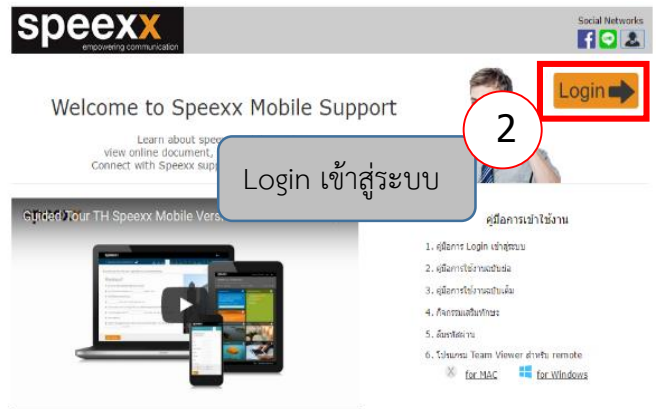 speexx
empowering communication
Social Networks
Login
Welcome to Speexx Mobile Support
2
Learn about spee
view online document,
Connect with Speexx sup
Login เข้าสู่ระบบ
Guided Tour TH Speexx Mobile Vers
คู่มือการเข้าใช้งาน
1. คู่มือการ Login เข้าสู่ระบบ
2. คู่มือการใช้งานฉบับย่อ
3. คู่มือการใช้งานฉบับเต็ม
4. กิจกรรมเสริมทักษะ
5. ลืมรหัสผ่าน
6. โปรแกรม Team Viewer สำหรับ remote
for MAC for Windows